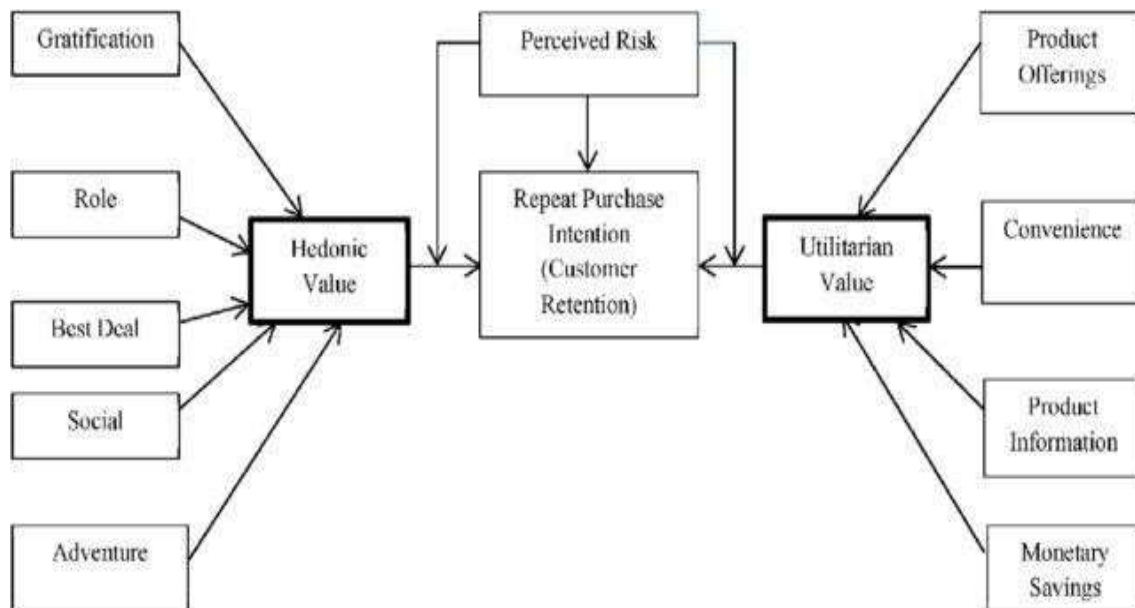 Gratification
Perceived Risk
Product
Offerings
Role
Repeat Purchase
Intention
(Customer
Retention)
Hedonic
Value
Utilitarian
Value
Convenience
Best Deal
Social
Product
Information
Adventure
Monetary
Savings